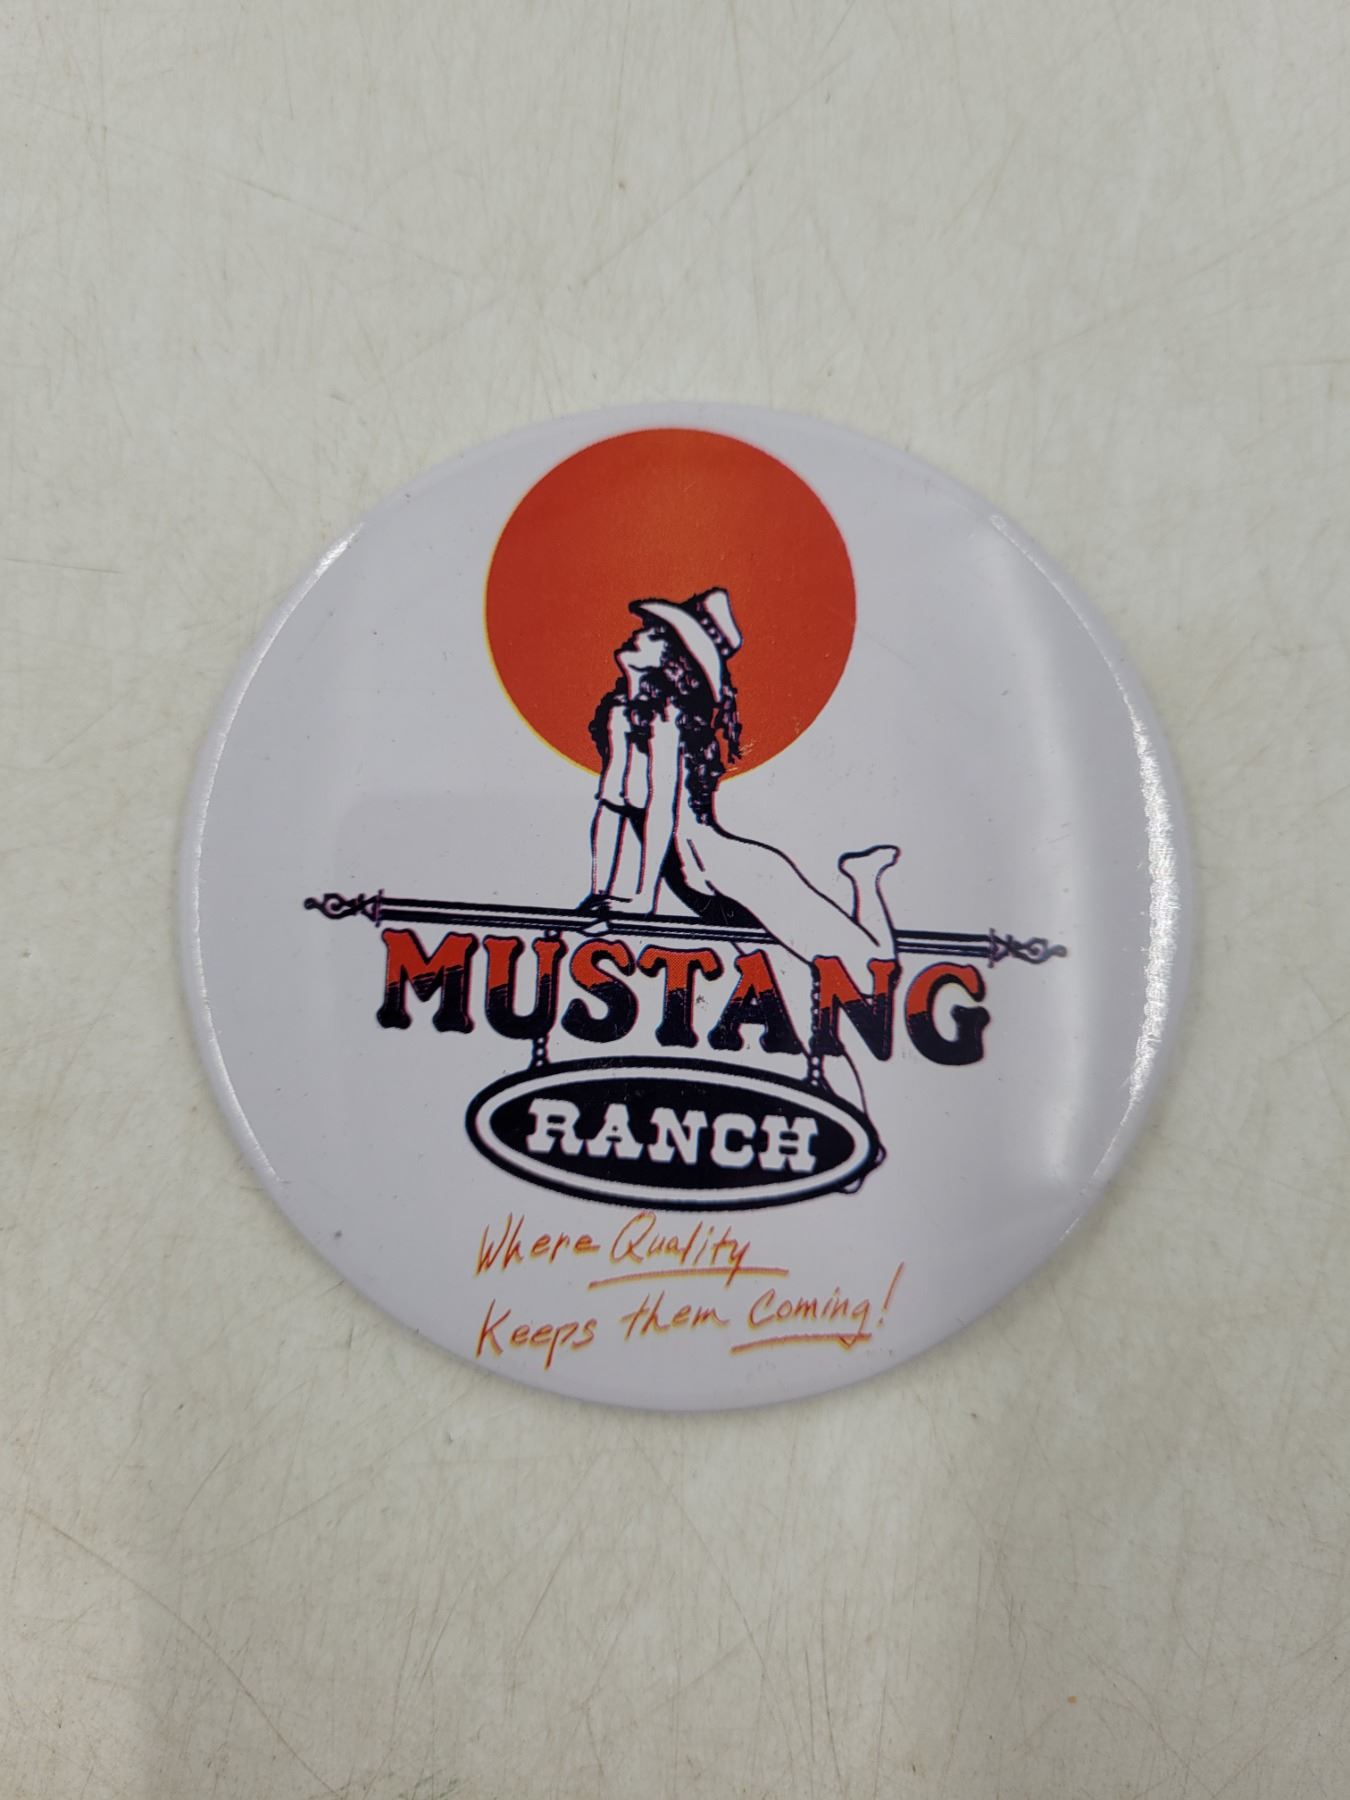 MUSTANG
RANCH
Where Quality
Keeps them Coming!